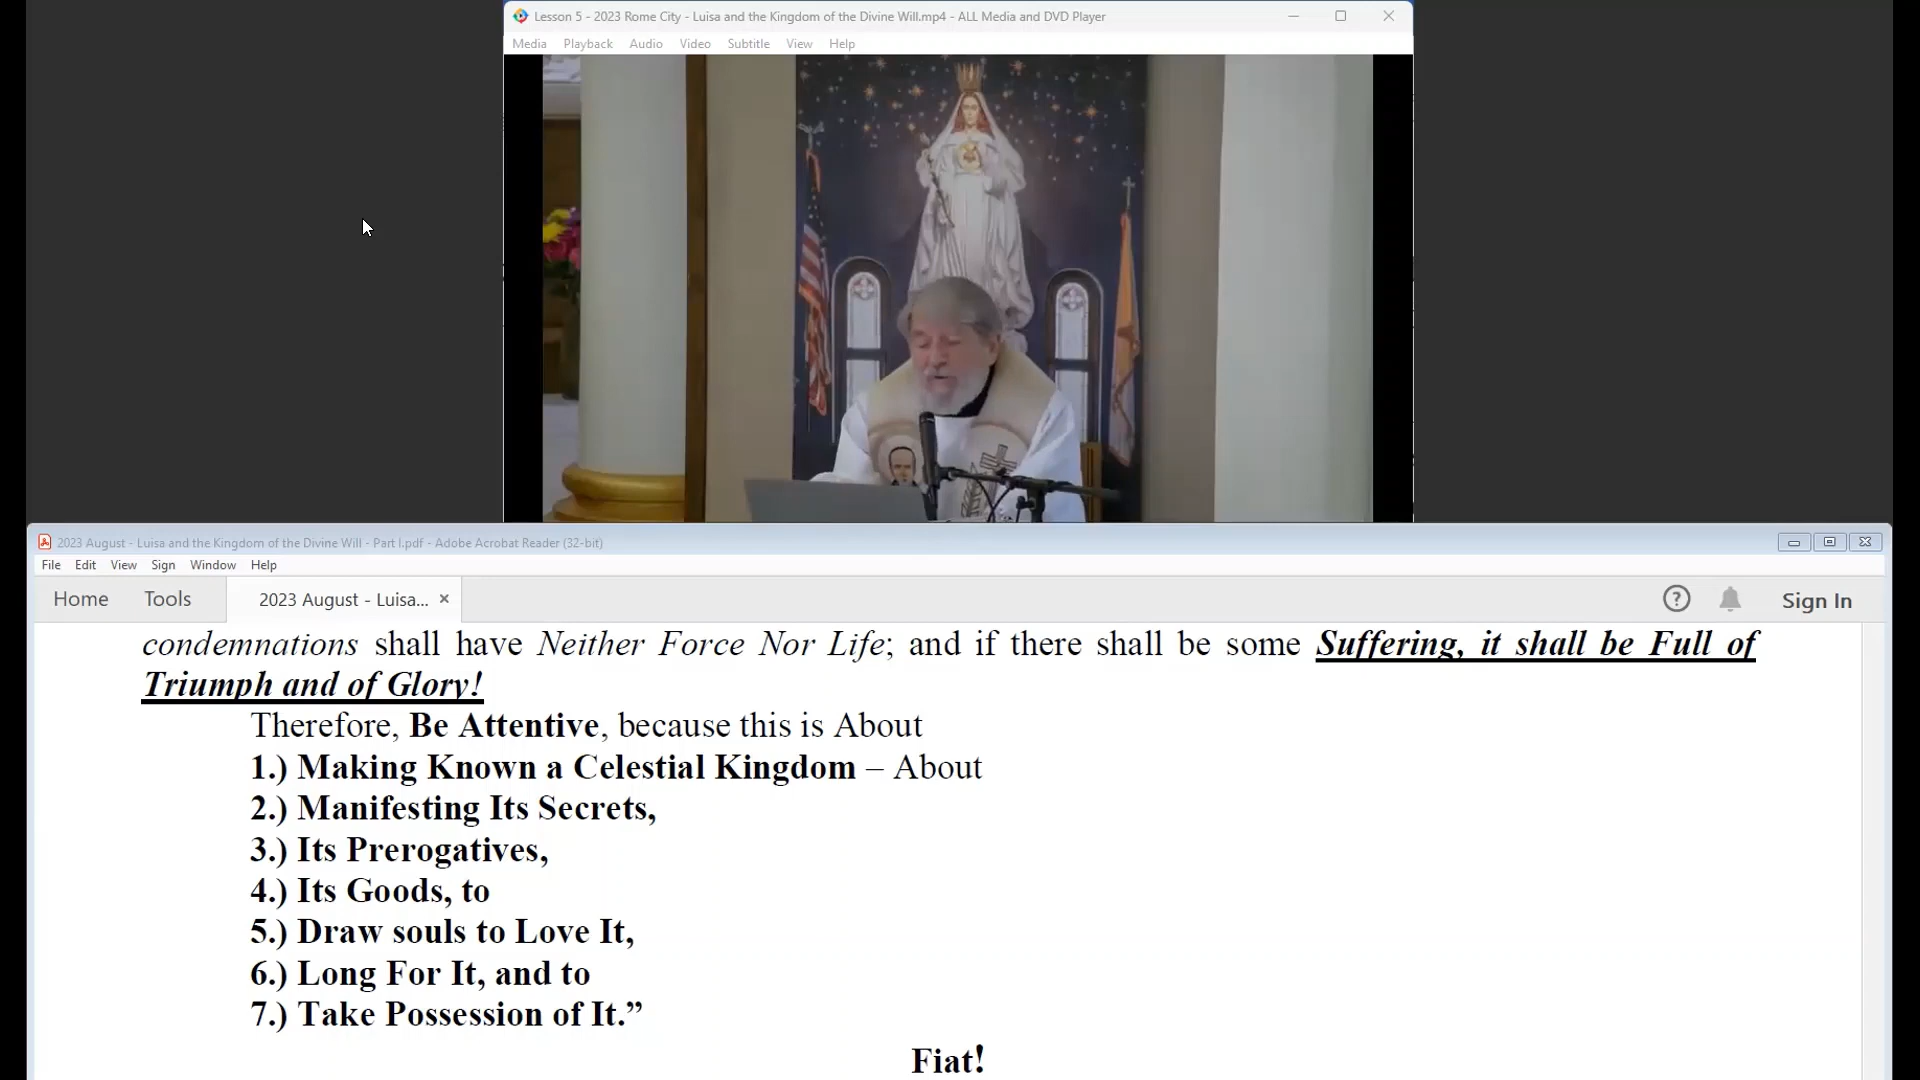 Lesson 5 - 2023 Rome City - Luisa and the Kingdom of the Divine Will.mp4 - ALL Media and DVD Player
Media Playback Audio Video Subtitle View Help
2023 August - Luisa and the Kingdom of the Divine Will - Part I.pdf - Adobe Acrobat Reader (32-bit)
File Edit View Sign Window Help
Home Tools 2023 August - Luisa... × ? Sign In
condemnations shall have Neither Force Nor Life; and if there shall be some Suffering, it shall be Full of
Triumph and of Glory!
Therefore, Be Attentive, because this is About
1.) Making Known a Celestial Kingdom – About
2.) Manifesting Its Secrets,
3.) Its Prerogatives,
4.) Its Goods, to
5.) Draw souls to Love It,
6.) Long For It, and to
7.) Take Possession of It.”
Fiat!